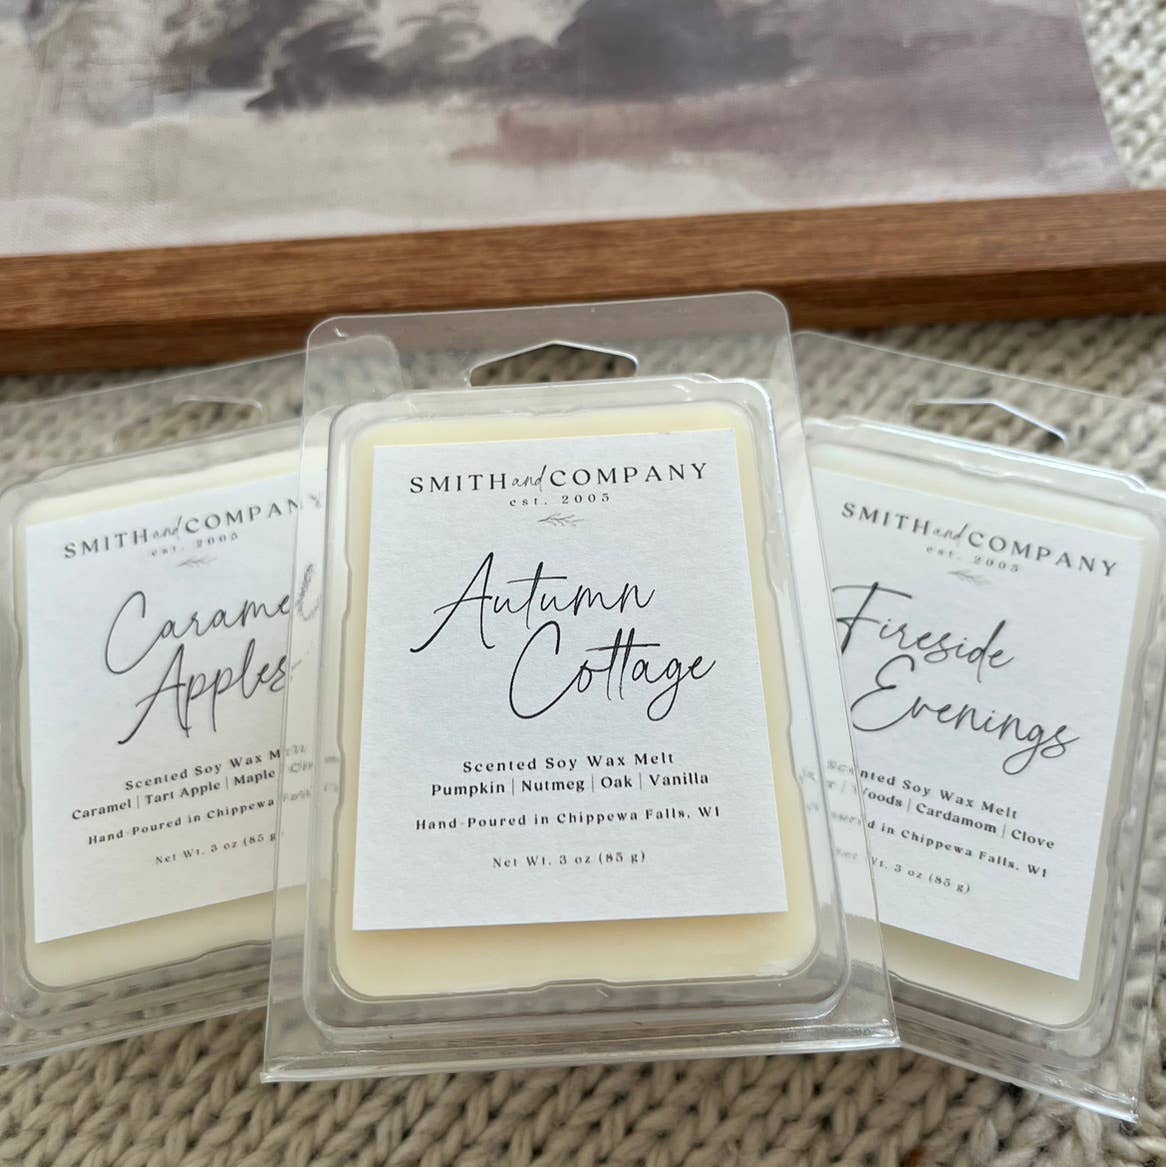 SMITH and COMPANY
est. 2005
Caramel
Apples
Scented Soy Wax Melt
Caramel | Tart Apple | Maple
Hand-Poured in Chippewa
Net Wt. 3 oz (85 g)
SMITH and COMPANY
est. 2005
Autumn
Cottage
Scented Soy Wax Melt
Pumpkin | Nutmeg | Oak | Vanilla
Hand-Poured in Chippewa Falls, WI
Net Wt. 3 oz (85 g)
SMITH and COMPANY
est. 2005
Fireside
Evenings
Scented Soy Wax Melt
Woods | Cardamom | Clove
in Chippewa Falls, WI
Net Wt. 3 oz (85 g)